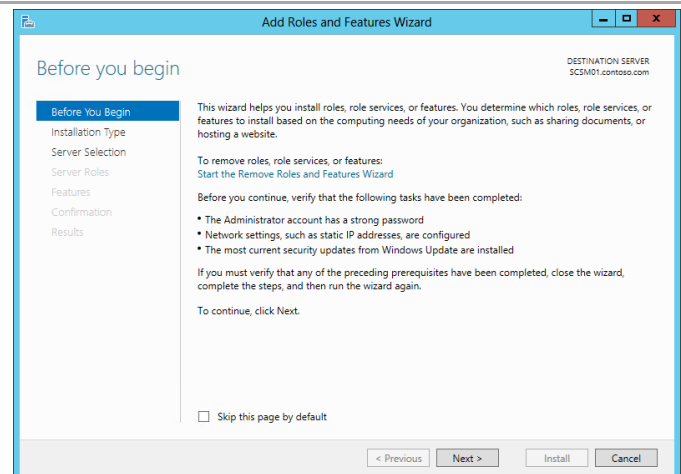 Add Roles and Features Wizard
Before you begin
DESTINATION SERVER
SCSM01.contoso.com
Before You Begin
Installation Type
Server Selection
Server Roles
Features
Confirmation
Results
This wizard helps you install roles, role services, or features. You determine which roles, role services, or
features to install based on the computing needs of your organization, such as sharing documents, or
hosting a website.
To remove roles, role services, or features:
Start the Remove Roles and Features Wizard
Before you continue, verify that the following tasks have been completed:
• The Administrator account has a strong password
• Network settings, such as static IP addresses, are configured
• The most current security updates from Windows Update are installed
If you must verify that any of the preceding prerequisites have been completed, close the wizard,
complete the steps, and then run the wizard again.
To continue, click Next.
Skip this page by default
< Previous
Next >
Install
Cancel